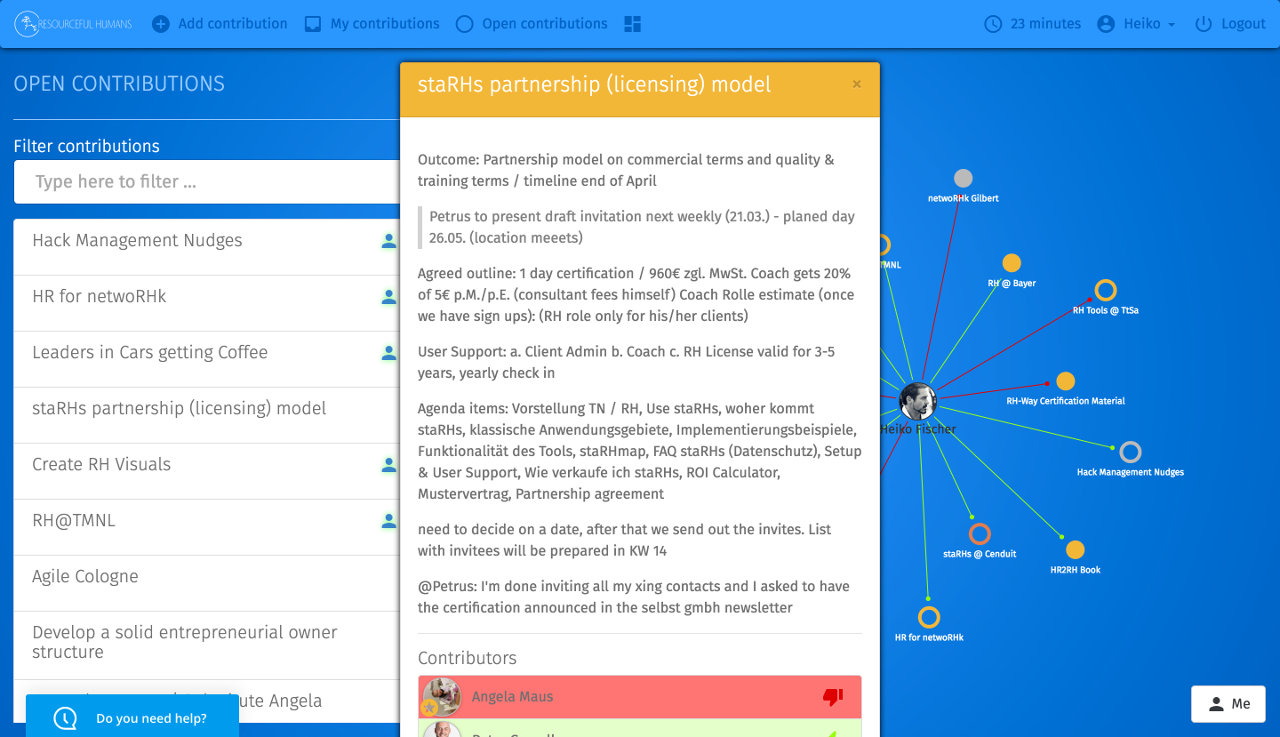 RESOURCEFUL HUMANS
Add contribution
My contributions
Open contributions
23 minutes
Heiko
Logout
OPEN CONTRIBUTIONS
Filter contributions
Type here to filter ...
Hack Management Nudges
HR for netwoRHk
Leaders in Cars getting Coffee
staRHs partnership (licensing) model
Create RH Visuals
RH@TMNL
Agile Cologne
Develop a solid entrepreneurial owner
structure
ute Angela
Do you need help?
staRHs partnership (licensing) model
×
Outcome: Partnership model on commercial terms and quality &
training terms / timeline end of April
Petrus to present draft invitation next weekly (21.03.) - planed day
26.05. (location meeets)
Agreed outline: 1 day certification / 960€ zgl. MwSt. Coach gets 20%
of 5€ p.M./p.E. (consultant fees himself) Coach Rolle estimate (once
we have sign ups): (RH role only for his/her clients)
User Support: a. Client Admin b. Coach c. RH License valid for 3-5
years, yearly check in
Agenda items: Vorstellung TN / RH, Use staRHs, woher kommt
staRHs, klassische Anwendungsgebiete, Implementierungsbeispiele,
Funktionalität des Tools, staRHmap, FAQ staRHs (Datenschutz), Setup
& User Support, Wie verkaufe ich staRHs, ROI Calculator,
Mustervertrag, Partnership agreement
need to decide on a date, after that we send out the invites. List
with invitees will be prepared in KW 14
@Petrus: I'm done inviting all my xing contacts and I asked to have
the certification announced in the selbst gmbh newsletter
Contributors
Angela Maus
netwoRHk Gilbert
TMNL
RH @ Bayer
RH Tools @ TtSa
RH-Way Certification Material
Heiko Fischer
Hack Management Nudges
staRHs @ Cenduit
HR2RH Book
HR for netwoRHk
Me